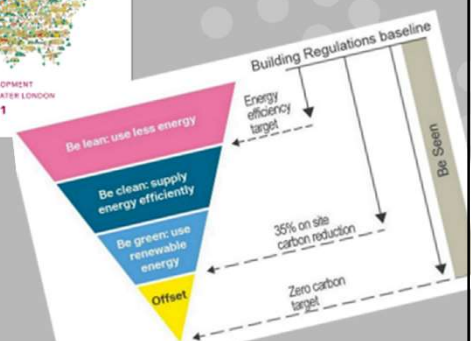 OPMENT
ATER LONDON
1
Building Regulations baseline
Be lean: use less energy
Energy
efficiency
target
Be clean: supply
energy efficiently
Be green: use
renewable
energy
35% on site
carbon reduction
Offset
Zero carbon
target
Be Seen